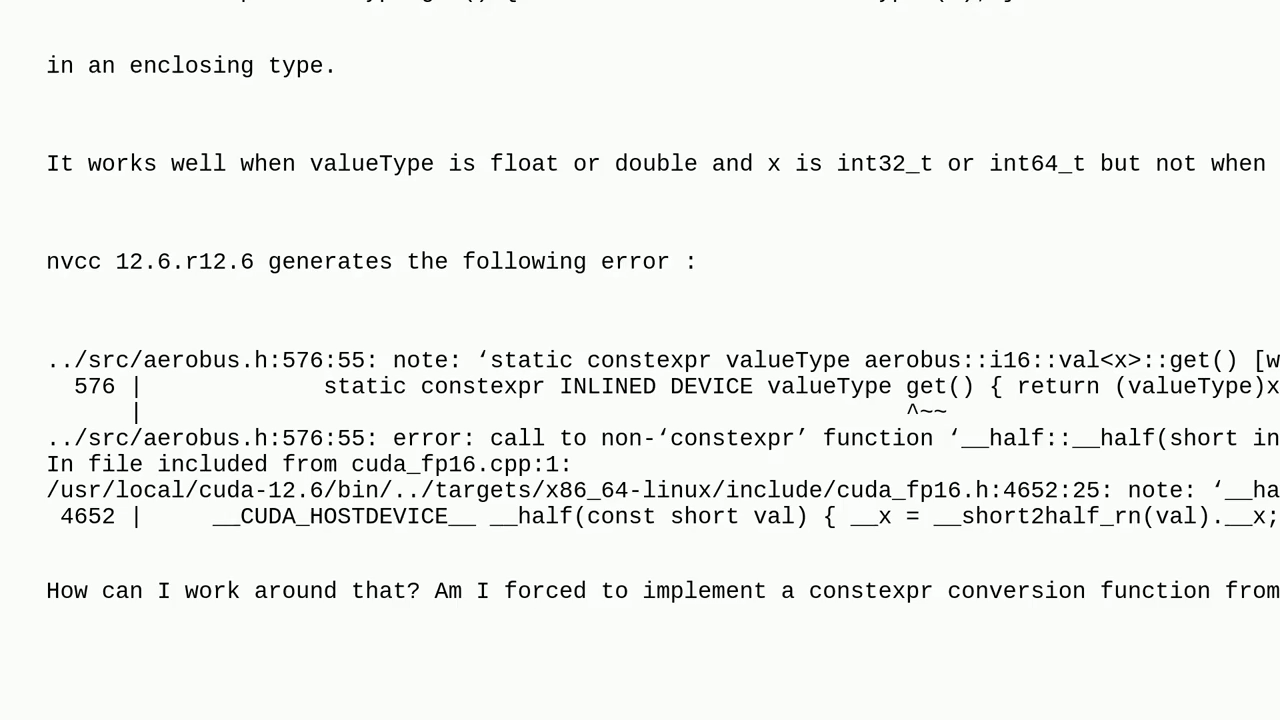 in an enclosing type.
It works well when valueType is float or double and x is int32_t or int64_t but not when
nvcc 12.6.r12.6 generates the following error :
../src/aerobus.h:576:55: note: ‘static constexpr valueType aerobus::i16::val<x>::get() [w
576 |             static constexpr INLINED DEVICE valueType get() { return (valueType)x
|                                                       ^~~
../src/aerobus.h:576:55: error: call to non-‘constexpr’ function ‘__half::__half(short in
In file included from cuda_fp16.cpp:1:
/usr/local/cuda-12.6/bin/../targets/x86_64-linux/include/cuda_fp16.h:4652:25: note: ‘__ha
4652 |     __CUDA_HOSTDEVICE__ __half(const short val) { __x = __short2half_rn(val).__x;
How can I work around that? Am I forced to implement a constexpr conversion function from